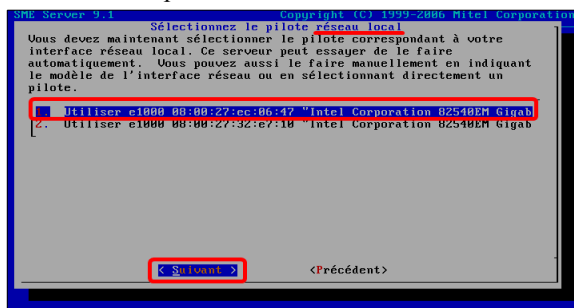 SME Server 9.1 Copyright (C) 1999-2006 Mitel Corporation
Sélectionnez le pilote réseau local
Vous devez maintenant sélectionner le pilote correspondant à votre
interface réseau local. Ce serveur peut essayer de le faire
automatiquement. Vous pouvez aussi le faire manuellement en indiquant
le modèle de l'interface réseau ou en sélectionnant directement un
pilote.
1. Utiliser e1000 08:00:27:ec:06:47 "Intel Corporation 82540EM Gigab
2. Utiliser e1000 08:00:27:32:e7:10 "Intel Corporation 82540EM Gigab
< Suivant > <Précédent>